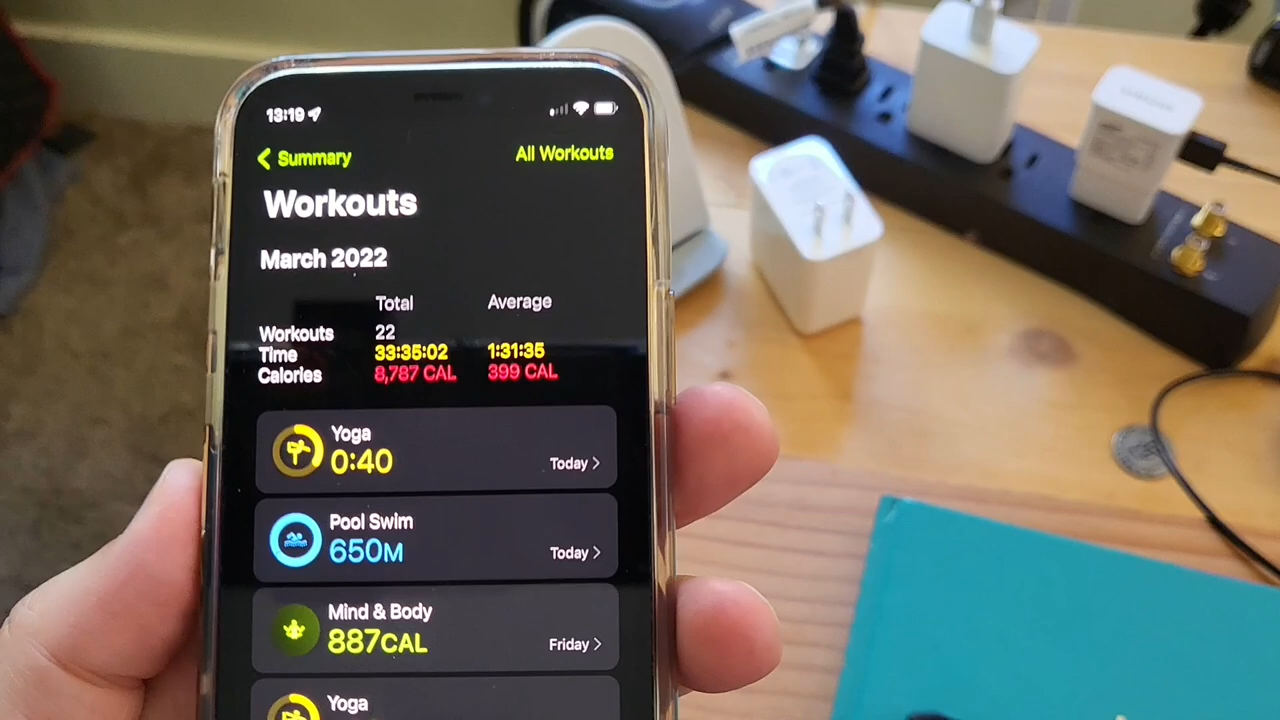 13:19
Summary
All Workouts
Workouts
March 2022
Total Average
Workouts 22
Time 33:35:02 1:31:35
Calories 8,787 CAL 399 CAL
Yoga
0:40
Today
Pool Swim
650M
Today
Mind & Body
887CAL
Friday
Yoga